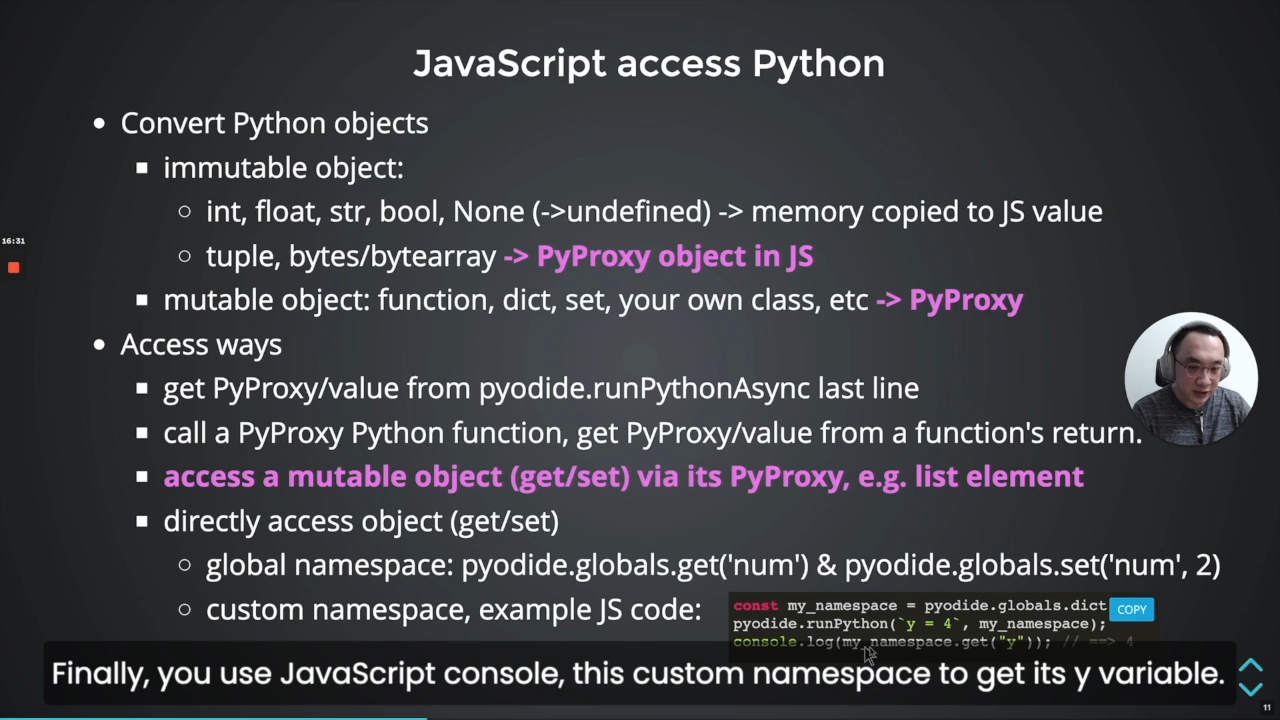 JavaScript access Python
Convert Python objects
immutable object:
int, float, str, bool, None (->undefined) -> memory copied to JS value
16:31
tuple, bytes/bytearray -> PyProxy object in JS
mutable object: function, dict, set, your own class, etc -> PyProxy
Access ways
get PyProxy/value from pyodide.runPythonAsync last line
call a PyProxy Python function, get PyProxy/value from a function's return.
access a mutable object (get/set) via its PyProxy, e.g. list element
directly access object (get/set)
global namespace: pyodide.globals.get('num') & pyodide.globals.set('num', 2)
custom namespace, example JS code:
const my_namespace = pyodide.globals.dict
COPY
pyodide.runPython(`y = 4`, my_namespace);
console.log(my_namespace.get("y")); // ==> 4
Finally, you use JavaScript console, this custom namespace to get its y variable.
11